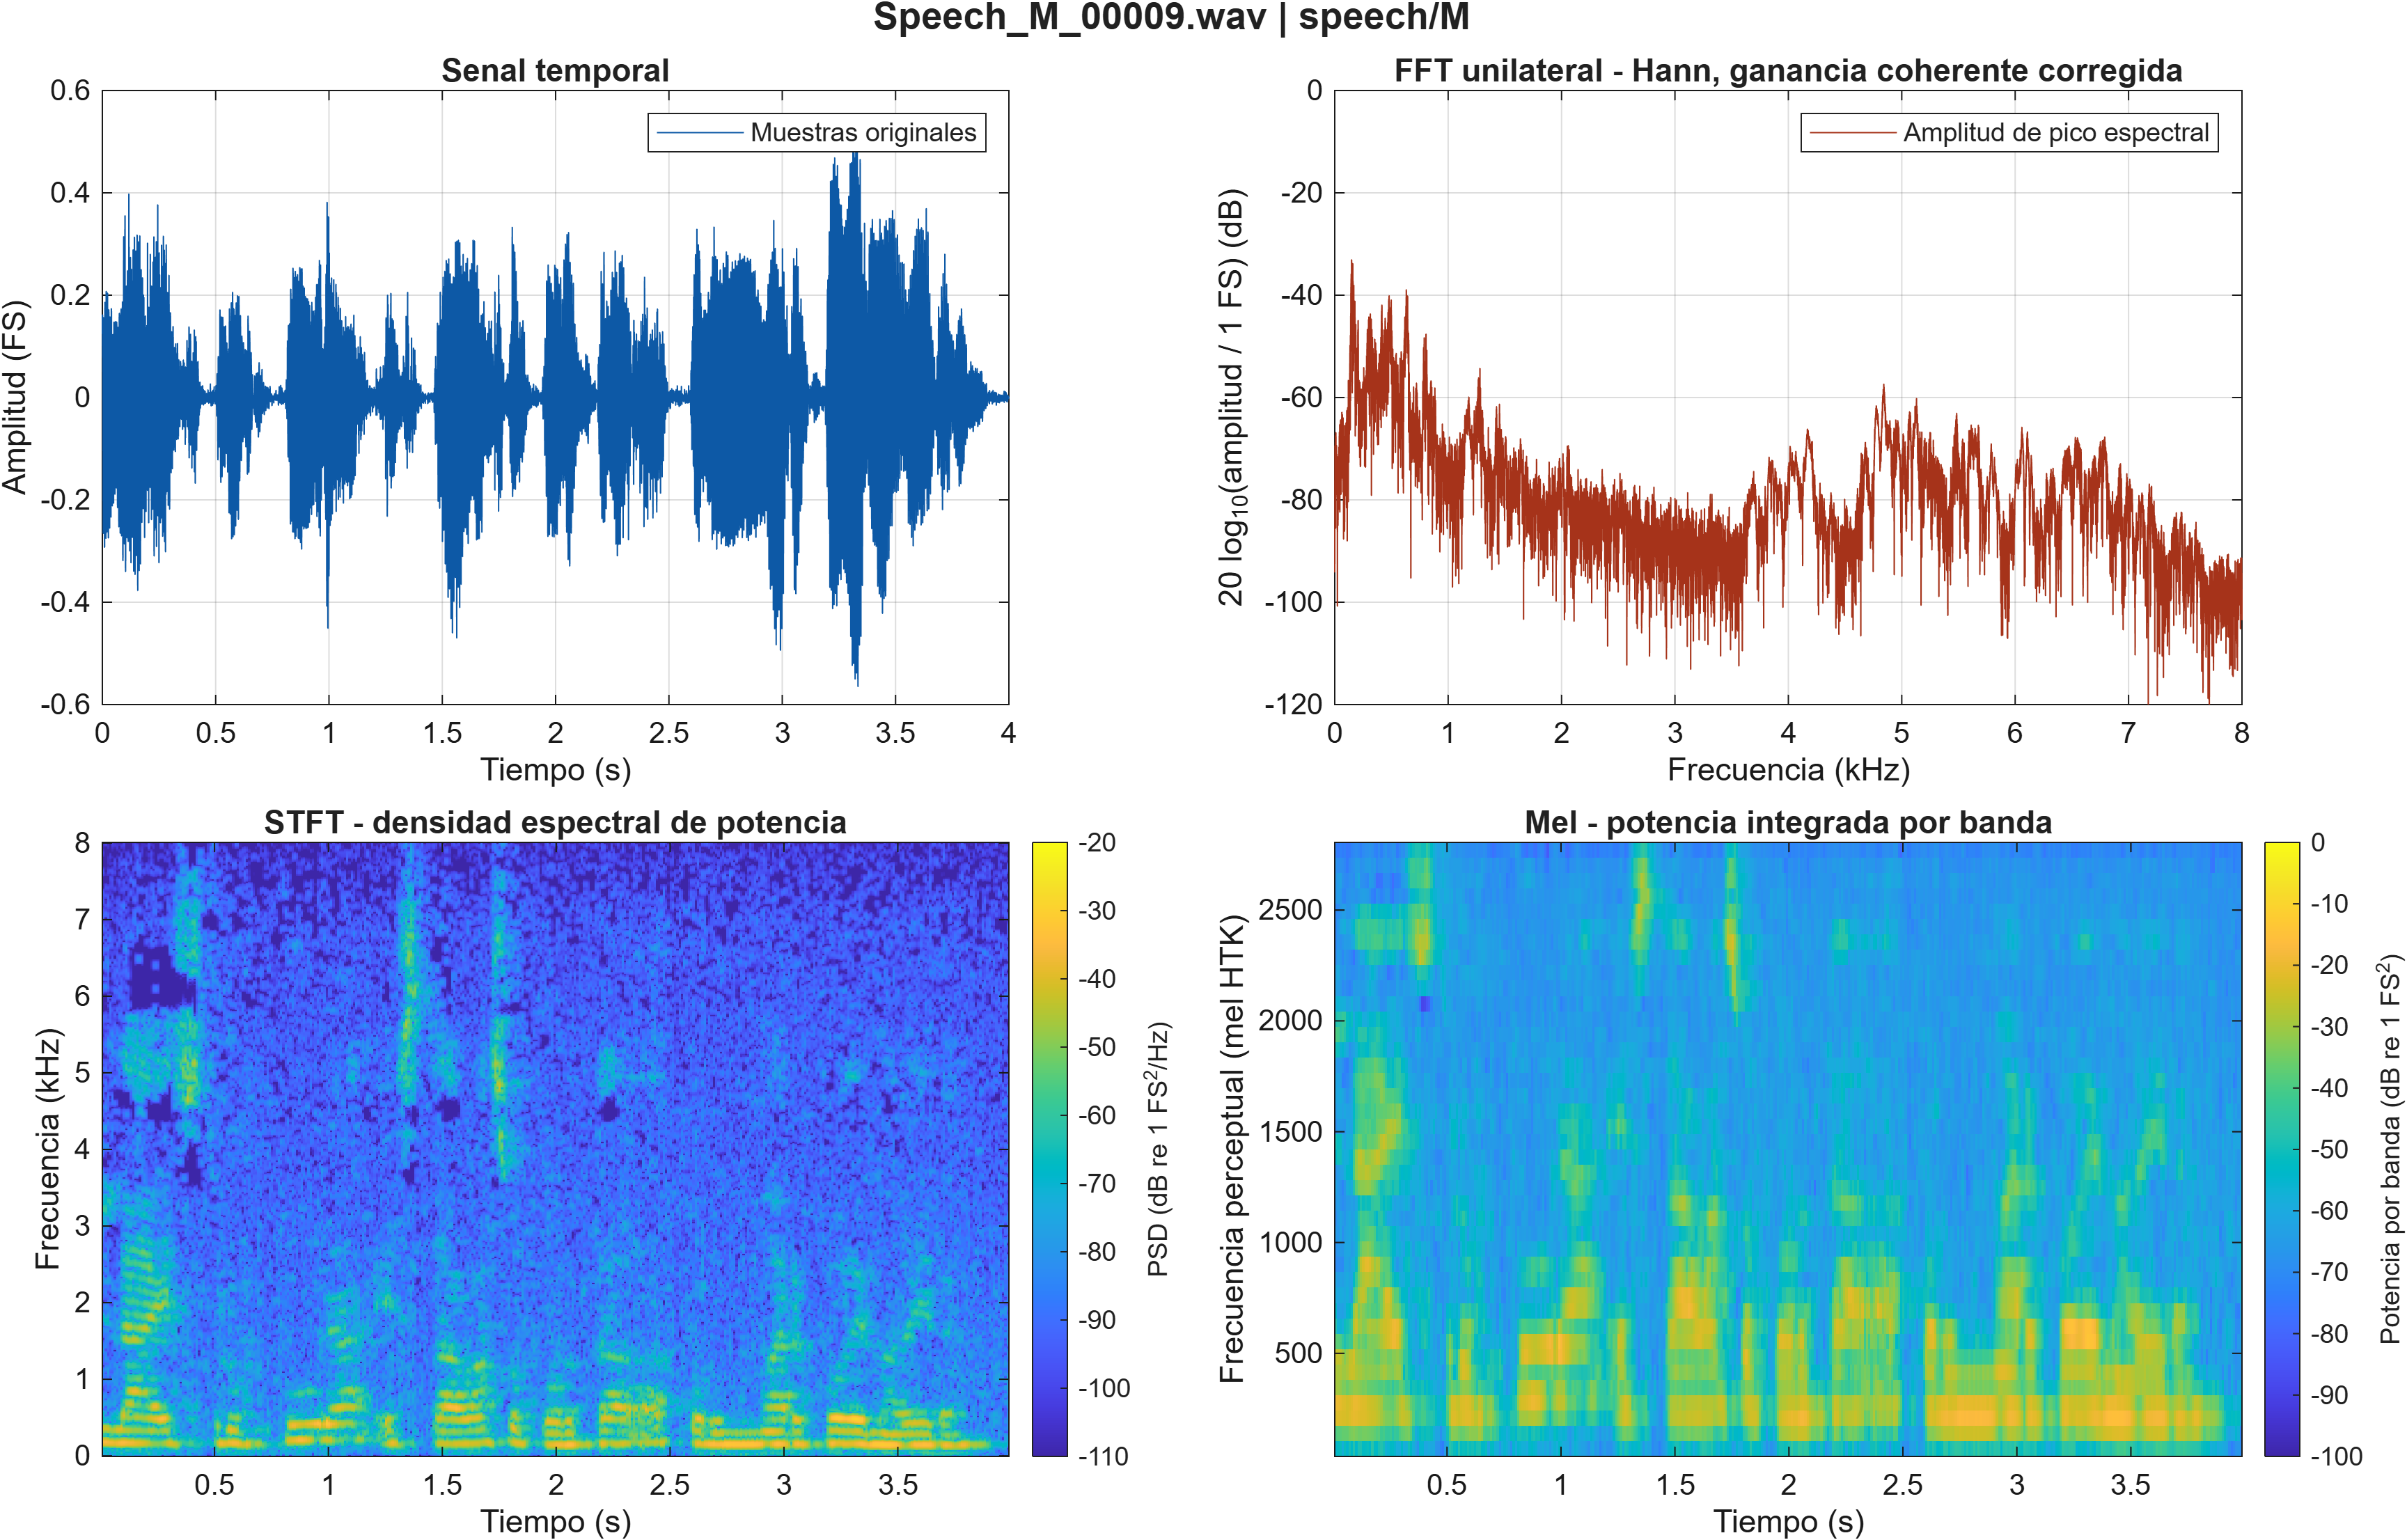 Speech_M_00009.wav | speech/M
Senal temporal
Muestras originales
Amplitud (FS)
0.6
0.4
0.2
0
-0.2
-0.4
-0.6
0 0.5 1 1.5 2 2.5 3 3.5 4
Tiempo (s)
FFT unilateral - Hann, ganancia coherente corregida
Amplitud de pico espectral
20 log10(amplitud / 1 FS) (dB)
0
-20
-40
-60
-80
-100
-120
0 1 2 3 4 5 6 7 8
Frecuencia (kHz)
STFT - densidad espectral de potencia
Frecuencia (kHz)
8
7
6
5
4
3
2
1
0
0.5 1 1.5 2 2.5 3 3.5
Tiempo (s)
-20
-30
-40
-50
-60
-70
-80
-90
-100
-110
PSD (dB re 1 FS2/Hz)
Mel - potencia integrada por banda
Frecuencia perceptual (mel HTK)
2500
2000
1500
1000
500
0.5 1 1.5 2 2.5 3 3.5
Tiempo (s)
0
-10
-20
-30
-40
-50
-60
-70
-80
-90
-100
Potencia por banda (dB re 1 FS2)